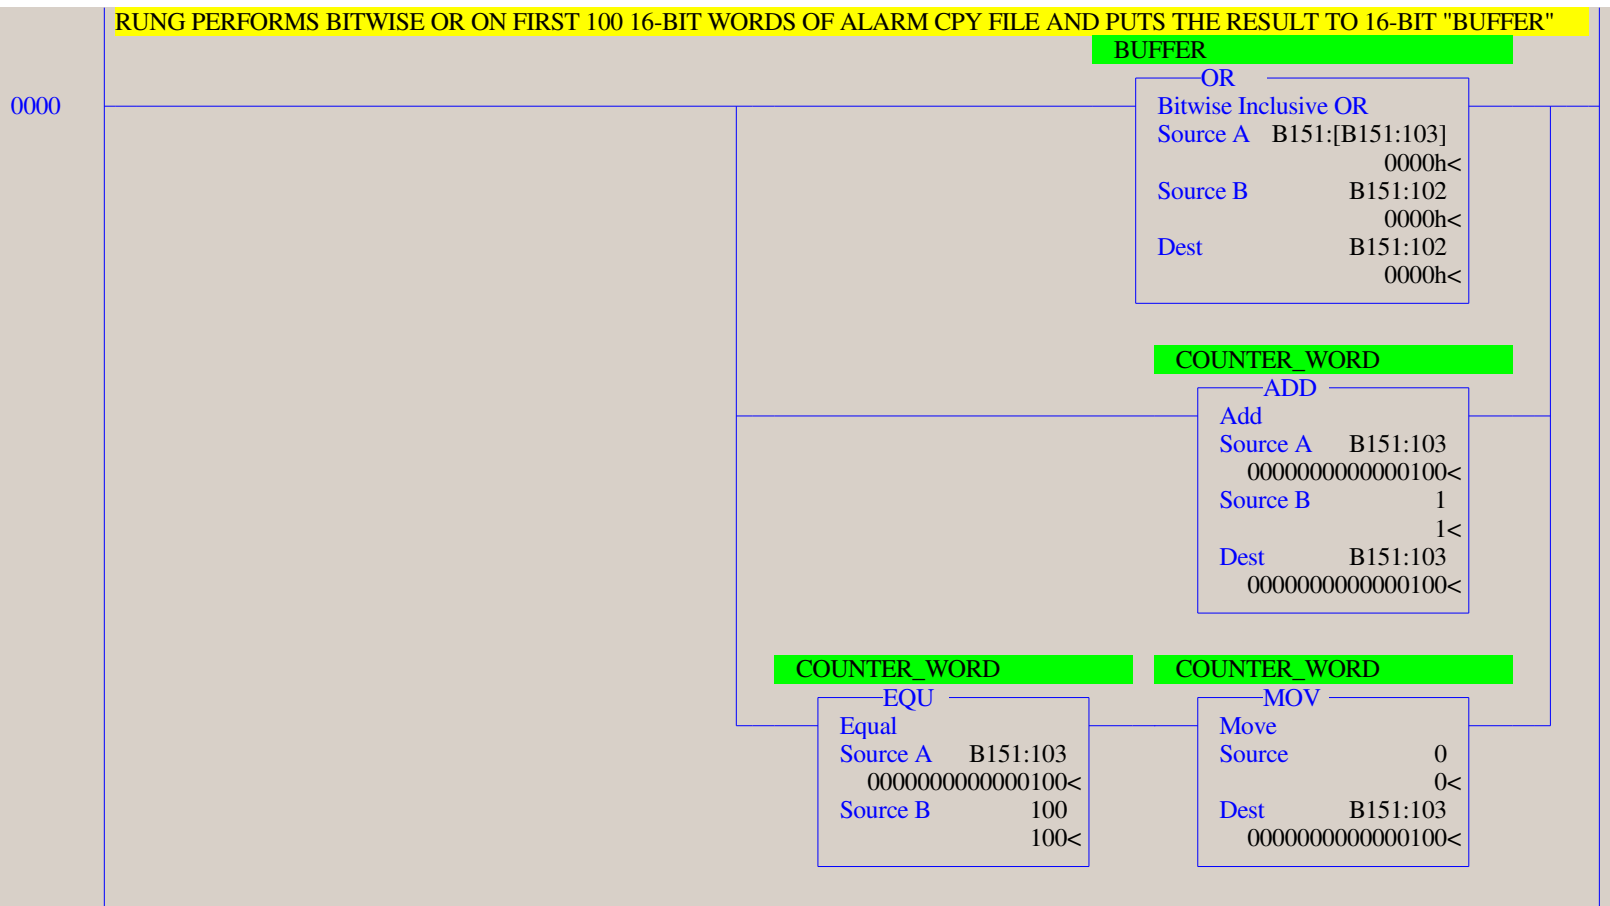 RUNG PERFORMS BITWISE OR ON FIRST 100 16-BIT WORDS OF ALARM CPY FILE AND PUTS THE RESULT TO 16-BIT "BUFFER"
BUFFER
OR
0000
Bitwise Inclusive OR
Source A B151:[B151:103]
0000h<
Source B B151:102
0000h<
Dest B151:102
0000h<
COUNTER_WORD
ADD
Add
Source A B151:103
0000000000000100<
Source B 1
1<
Dest B151:103
0000000000000100<
COUNTER_WORD
EQU
Equal
Source A B151:103
0000000000000100<
Source B 100
100<
COUNTER_WORD
MOV
Move
Source 0
0<
Dest B151:103
0000000000000100<